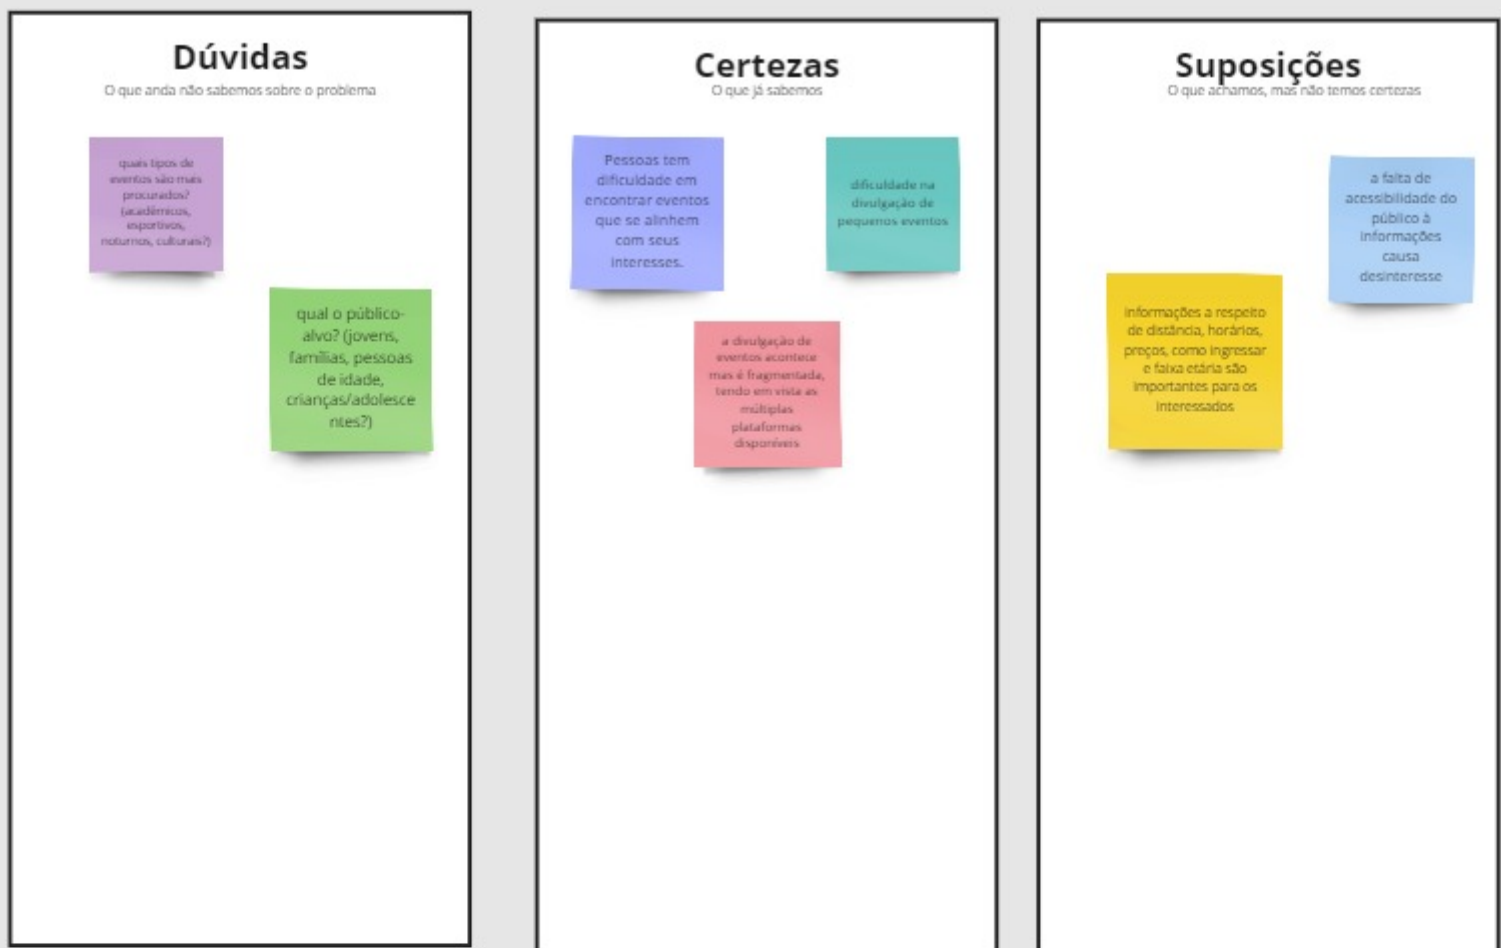 Dúvidas
O que anda não sabemos sobre o problema
quais tipos de
eventos são mais
procurados?
(acadêmicos,
esportivos,
noturnos, culturais?)
qual o público-
alvo? (jovens,
famílias, pessoas
de idade,
crianças/adolesce
ntes?)
Certezas
O que já sabemos
Pessoas tem
dificuldade em
encontrar eventos
que se alinhem
com seus
interesses.
dificuldade na
divulgação de
pequenos eventos
a divulgação de
eventos acontece
mas é fragmentada,
tendo em vista as
múltiplas
plataformas
disponíveis
Suposições
O que achamos, mas não temos certezas
a falta de
acessibilidade do
público à
informações
causa
desinteresse
informações a respeito
de distância, horários,
preços, como ingressar
e faixa etária são
importantes para os
interessados